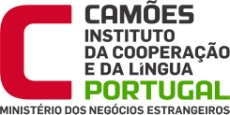 CAMÕES
INSTITUTO
DA COOPERAÇÃO
E DA LÍNGUA
PORTUGAL
MINISTÉRIO DOS NEGÓCIOS ESTRANGEIROS